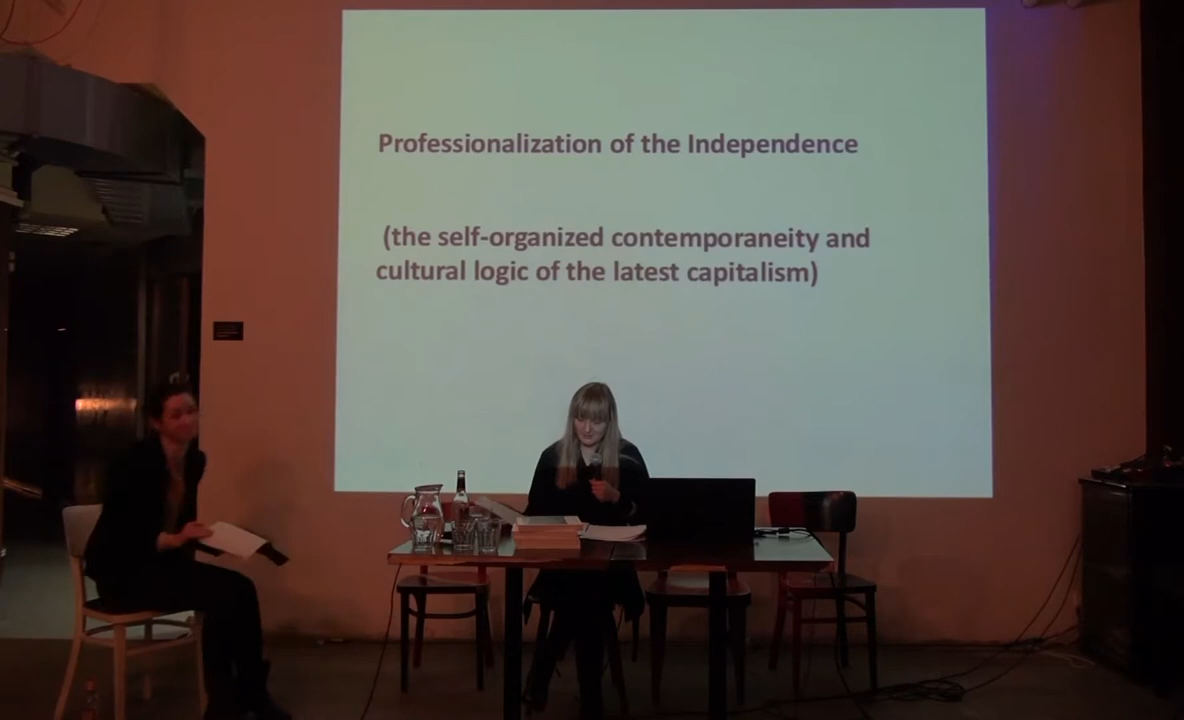 Professionalization of the Independence
(the self-organized contemporaneity and
cultural logic of the latest capitalism)